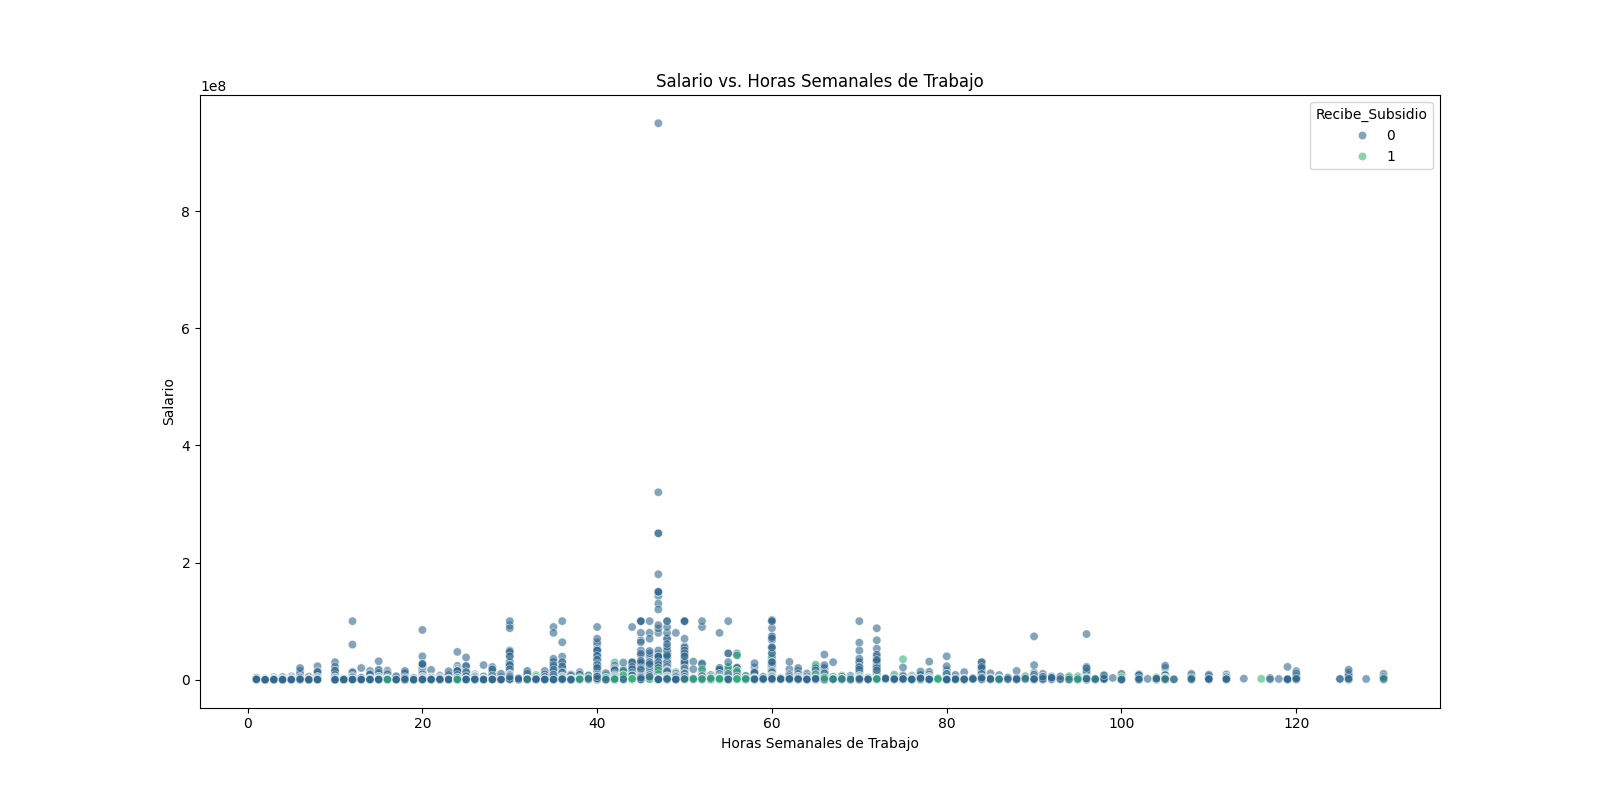 Salario vs. Horas Semanales de Trabajo
1e8
Recibe_Subsidio
0
1
8
6
4
2
0
Salario
0 20 40 60 80 100 120
Horas Semanales de Trabajo